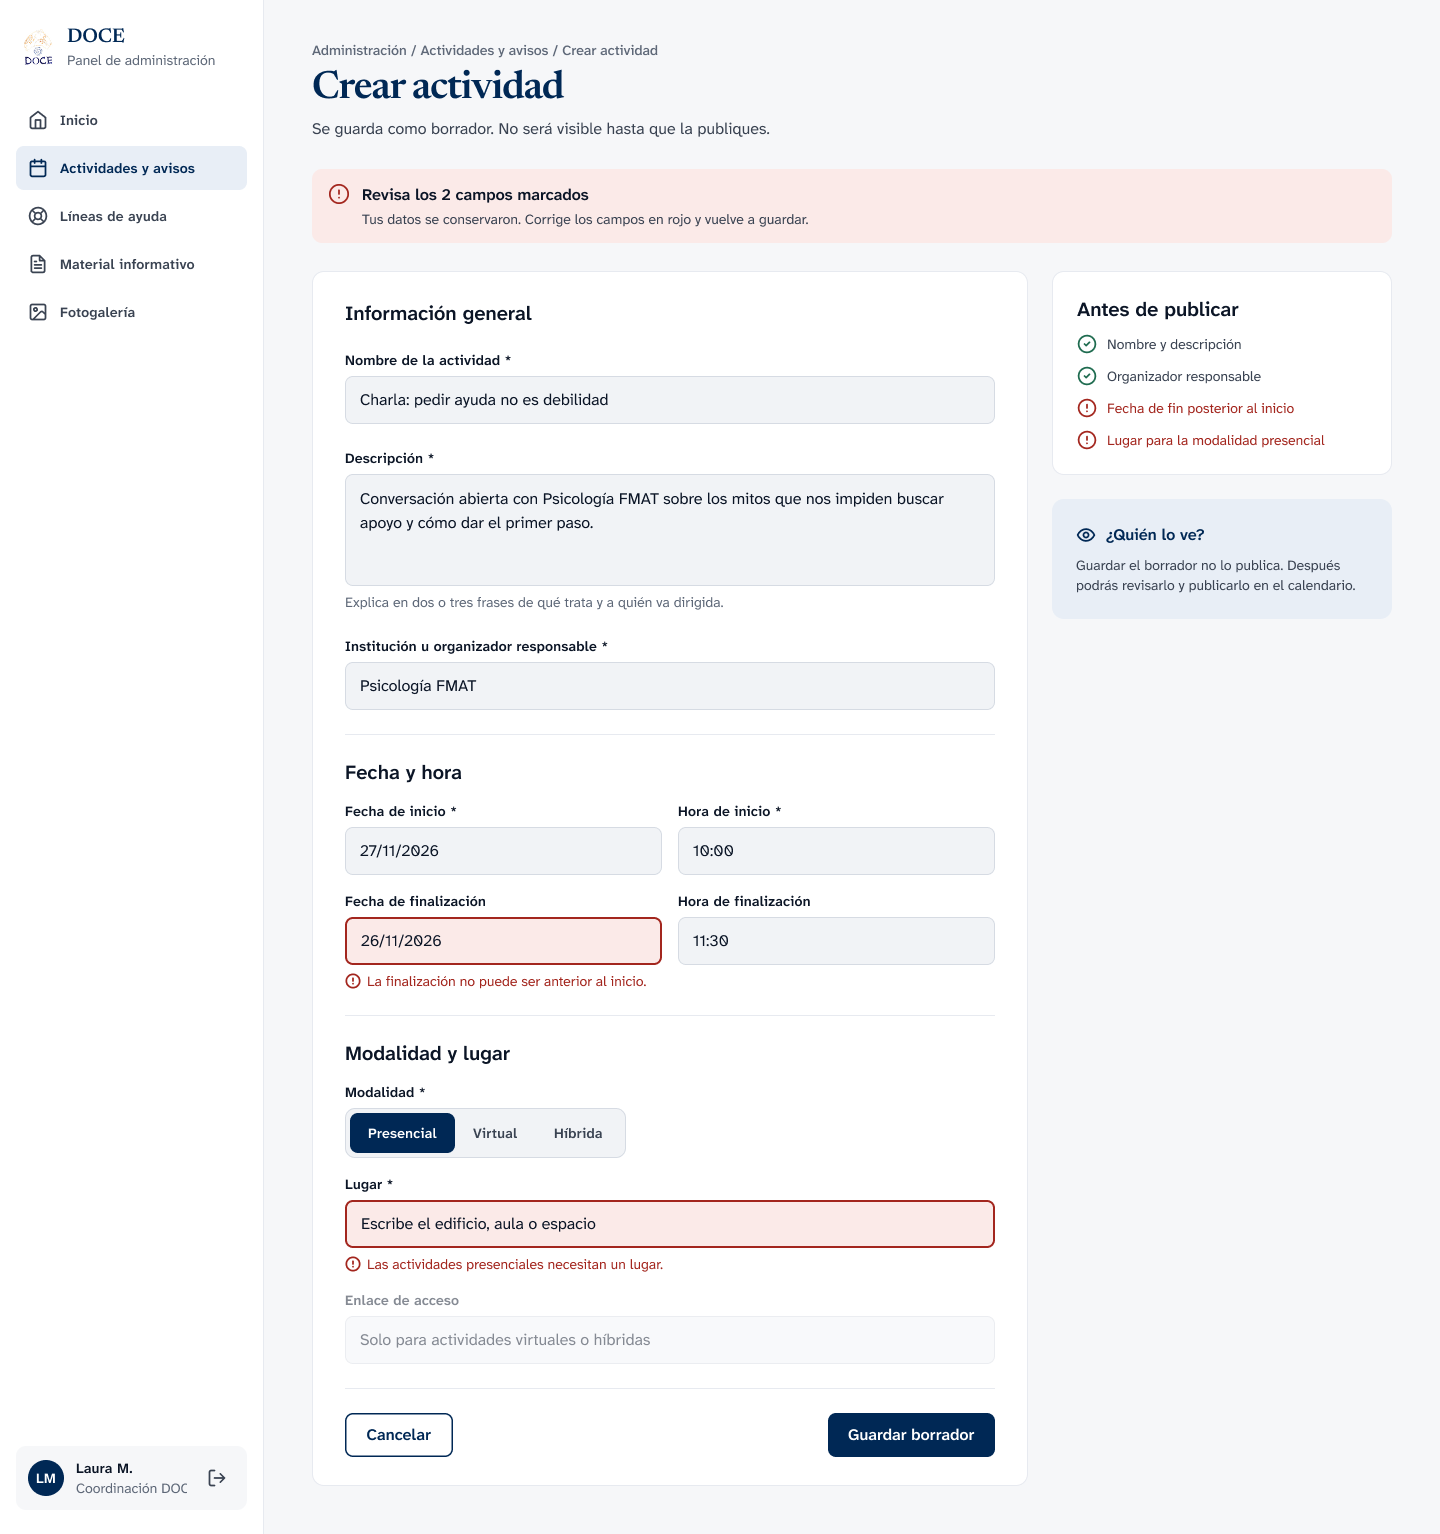 DOCE
DOCE
Panel de administración
Inicio
Actividades y avisos
Líneas de ayuda
Material informativo
Fotogalería
LM
Laura M.
Coordinación DOC
Administración / Actividades y avisos / Crear actividad
Crear actividad
Se guarda como borrador. No será visible hasta que la publiques.
Revisa los 2 campos marcados
Tus datos se conservaron. Corrige los campos en rojo y vuelve a guardar.
Información general
Nombre de la actividad *
Charla: pedir ayuda no es debilidad
Descripción *
Conversación abierta con Psicología FMAT sobre los mitos que nos impiden buscar
apoyo y cómo dar el primer paso.
Explica en dos o tres frases de qué trata y a quién va dirigida.
Institución u organizador responsable *
Psicología FMAT
Fecha y hora
Fecha de inicio *
Hora de inicio *
27/11/2026
10:00
Fecha de finalización
Hora de finalización
26/11/2026
11:30
La finalización no puede ser anterior al inicio.
Modalidad y lugar
Modalidad *
Presencial
Virtual
Híbrida
Lugar *
Escribe el edificio, aula o espacio
Las actividades presenciales necesitan un lugar.
Enlace de acceso
Solo para actividades virtuales o híbridas
Cancelar
Guardar borrador
Antes de publicar
Nombre y descripción
Organizador responsable
Fecha de fin posterior al inicio
Lugar para la modalidad presencial
¿Quién lo ve?
Guardar el borrador no lo publica. Después
podrás revisarlo y publicarlo en el calendario.